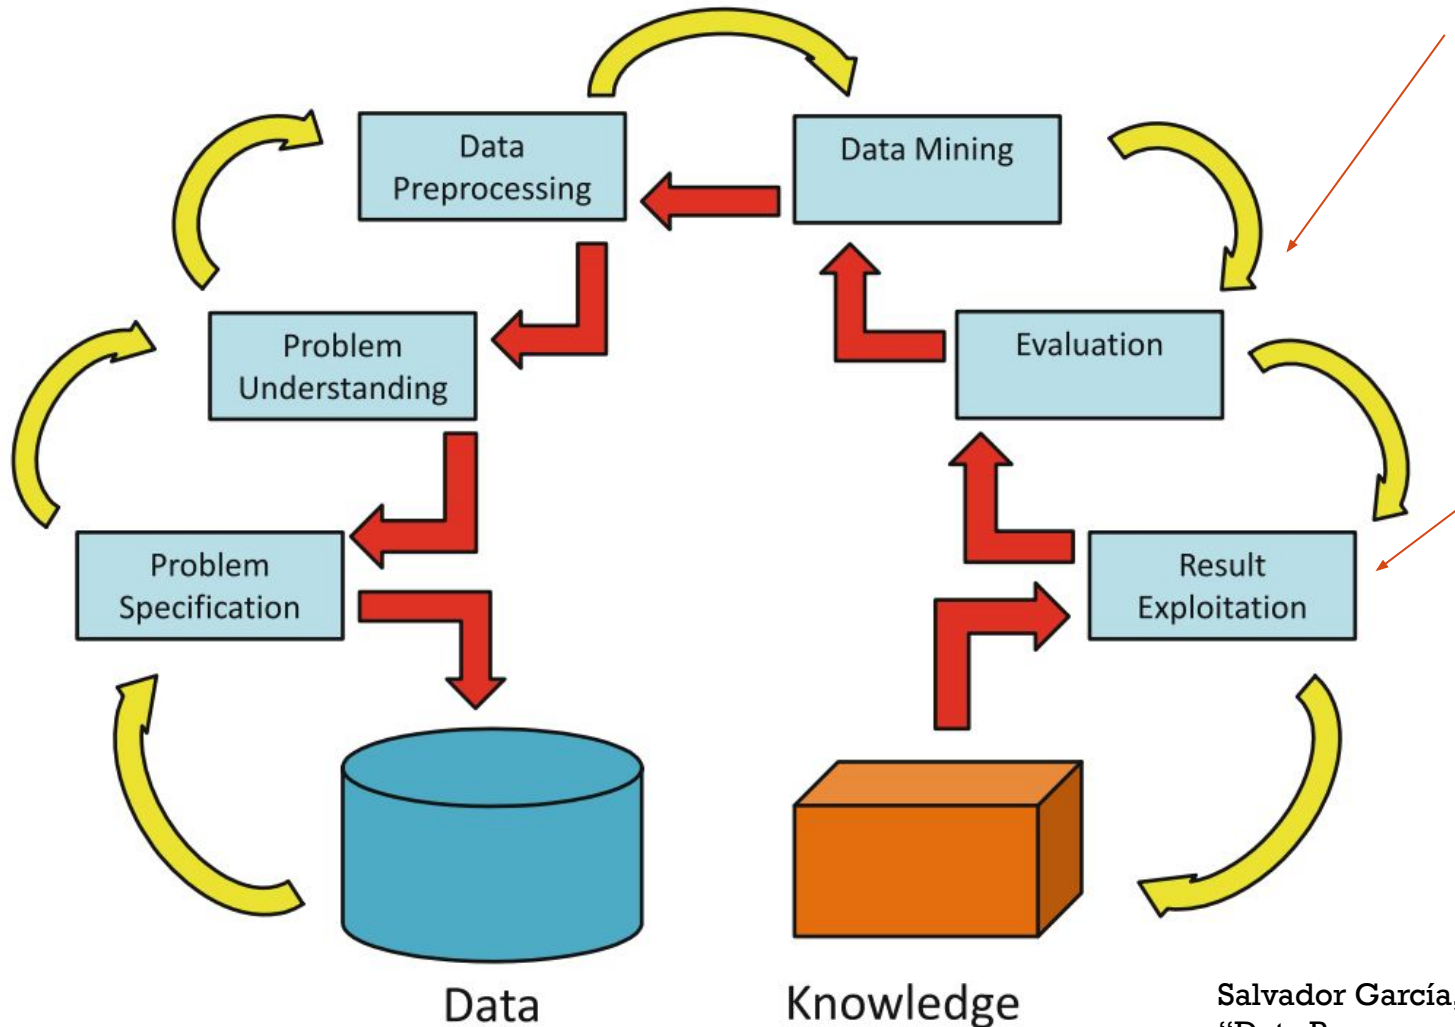 Data
Preprocessing
Data Mining
Problem
Understanding
Evaluation
Problem
Specification
Result
Exploitation
Data
Knowledge
Salvador García,